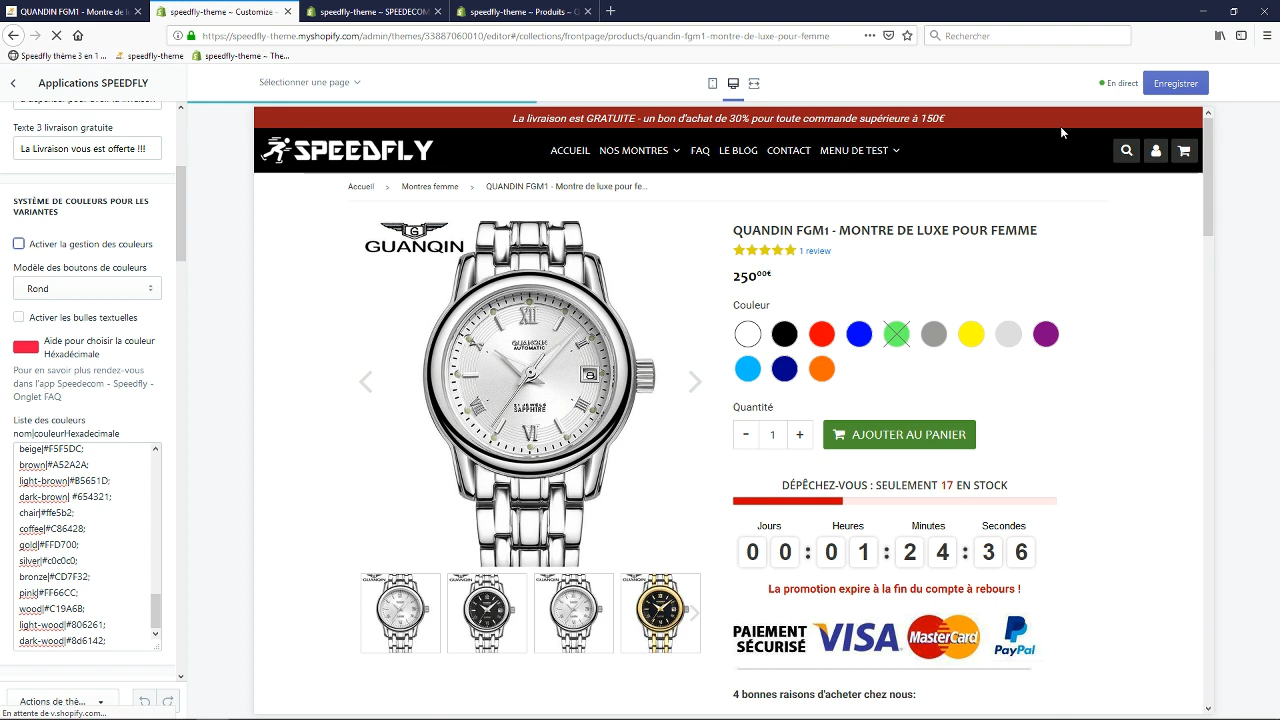 QUANDIN FGM1 - Montre de l
speedfly-theme ~ Customize ~
speedfly-theme ~ SPEEDECOM
speedfly-theme ~ Produits ~
https://speedfly-theme.myshopify.com/admin/themes/33887060010/editor#/collections/frontpage/products/quandin-fgm1-montre-de-luxe-pour-femme
Rechercher
Speedfly thème 3 en 1 ...
speedfly-theme
speedfly-theme ~ The...
Applications SPEEDFLY
Sélectionner une page
En direct
Enregistrer
Texte 3 livraison gratuite
La Livraison vous est offerte !!!
SYSTÈME DE COULEURS POUR LES
VARIANTES
Activer la gestion des couleurs
Modèle des boutons de couleurs
Rond
Activer les bulles textuelles
Aide pour choisir la couleur
Héxadécimale
Pour en savoir plus rendez-vous
dans l'app Speedecom - Speedfly -
Onglet FAQ
Liste des couleurs
nom|couleurHexadecimale
beige|#F5F5DC;
brown|#A52A2A;
light-brown|#B5651D;
dark-brown| #654321;
chair|#ffe5b2;
coffee|#C86428;
gold|#FFD700;
silver|#c0c0c0;
bronze|#CD7F32;
pink|#FF66CC;
wood|#C19A6B;
light-wood|#806261;
dark-wood|#8d6142;
Actions de thè...
En attente de v.shopify.com...
La livraison est GRATUITE - un bon d'achat de 30% pour toute commande supérieure à 150€
SPEEDFLY
ACCUEIL NOS MONTRES FAQ LE BLOG CONTACT MENU DE TEST
Accueil > Montres femme > QUANDIN FGM1 - Montre de luxe pour fe...
GUANQIN
GUANQIN
AUTOMATIC
SAPPHIRE
XII
VI
8
QUANDIN FGM1 - MONTRE DE LUXE POUR FEMME
1 review
250⁰⁰€
Couleur
Quantité
- 1 +
AJOUTER AU PANIER
DÉPÊCHEZ-VOUS : SEULEMENT 17 EN STOCK
Jours Heures Minutes Secondes
0 0 : 0 1 : 2 4 : 3 6
La promotion expire à la fin du compte à rebours !
PAIEMENT
SÉCURISÉ
VISA
MasterCard
PayPal
4 bonnes raisons d'acheter chez nous: